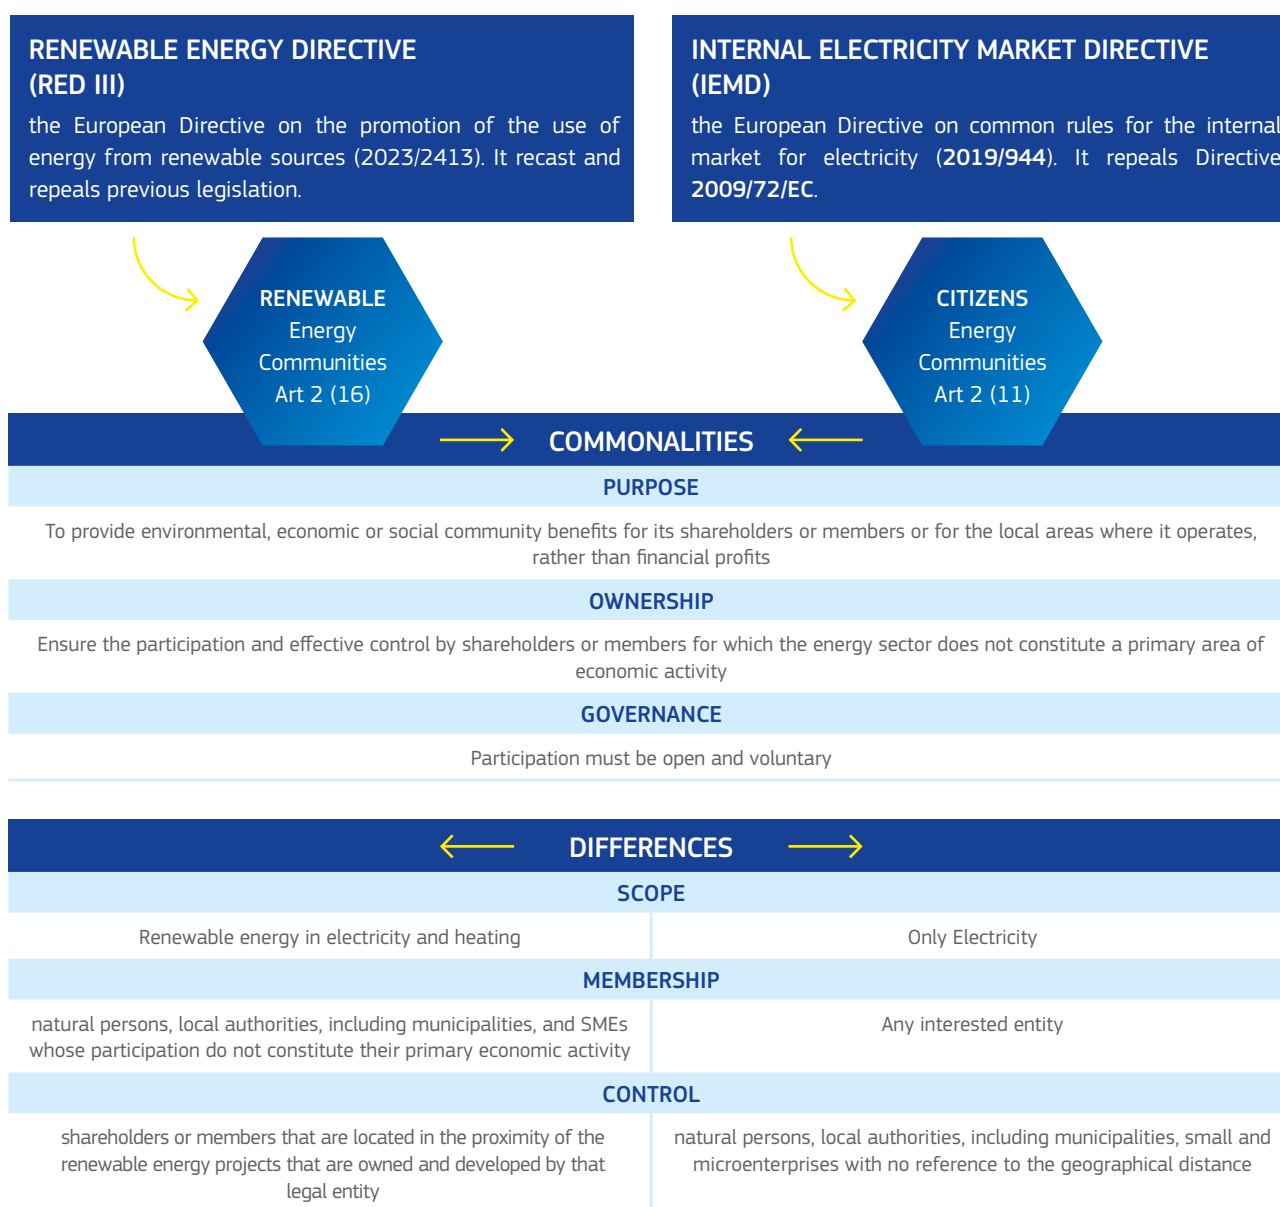 RENEWABLE ENERGY DIRECTIVE
(RED III)
the European Directive on the promotion of the use of
energy from renewable sources (2023/2413). It recast and
repeals previous legislation.
INTERNAL ELECTRICITY MARKET DIRECTIVE
(IEMD)
the European Directive on common rules for the internal
market for electricity (2019/944). It repeals Directive
2009/72/EC.
RENEWABLE
Energy
Communities
Art 2 (16)
CITIZENS
Energy
Communities
Art 2 (11)
COMMONALITIES
PURPOSE
To provide environmental, economic or social community benefits for its shareholders or members or for the local areas where it operates,
rather than financial profits
OWNERSHIP
Ensure the participation and effective control by shareholders or members for which the energy sector does not constitute a primary area of
economic activity
GOVERNANCE
Participation must be open and voluntary
DIFFERENCES
SCOPE
Renewable energy in electricity and heating
Only Electricity
MEMBERSHIP
natural persons, local authorities, including municipalities, and SMEs
whose participation do not constitute their primary economic activity
Any interested entity
CONTROL
shareholders or members that are located in the proximity of the
renewable energy projects that are owned and developed by that
legal entity
natural persons, local authorities, including municipalities, small and
microenterprises with no reference to the geographical distance